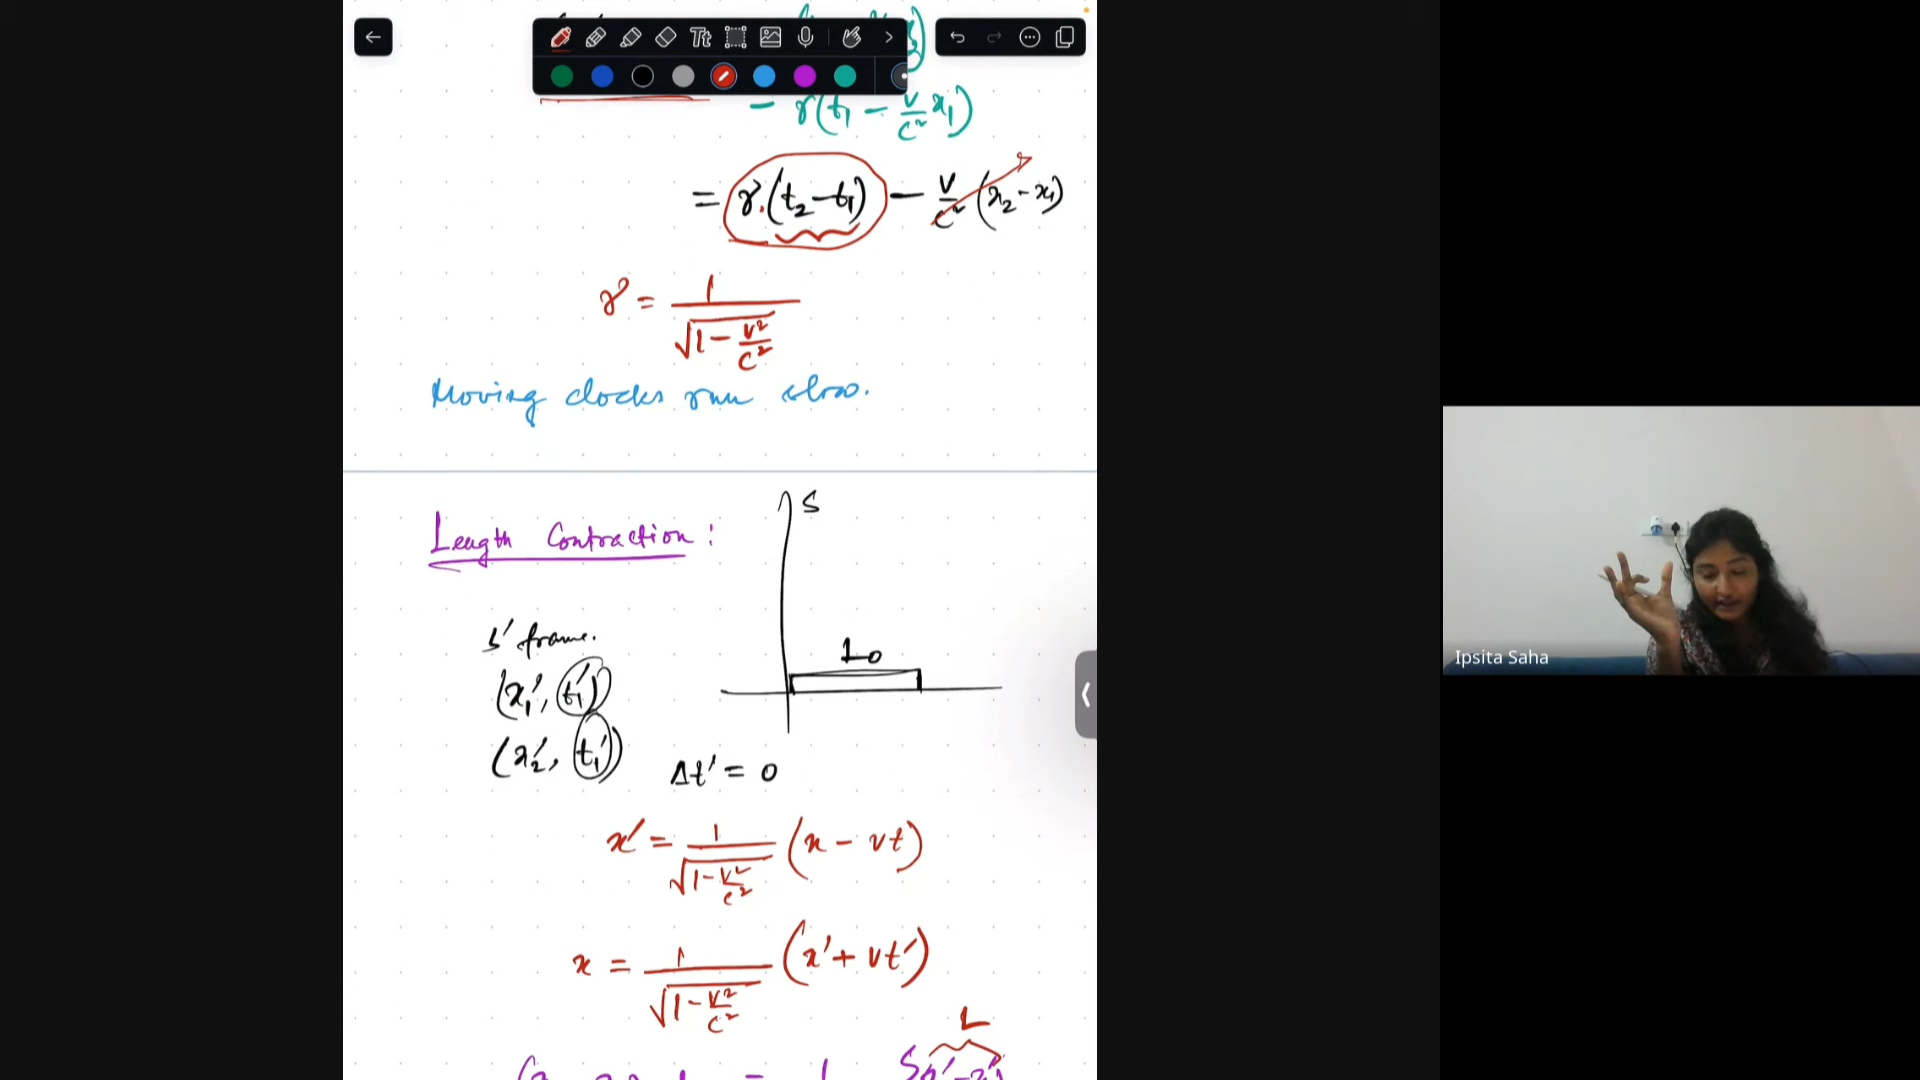 Tt
− γ(t₁ − v/c² x₁)
= γ.(t₂−t₁) − v/c² (x₂−x₁)
γ = 1/√(1 − v²/c²)
Moving clocks run slow.
S
Length Contraction :
L₀
s' frame.
(x₁', t₁')
(x₂', t₁')
Δt' = 0
x' = 1/√(1−v²/c²) (x − vt)
x = 1/√(1−v²/c²) (x' + vt')
L
Ipsita Saha